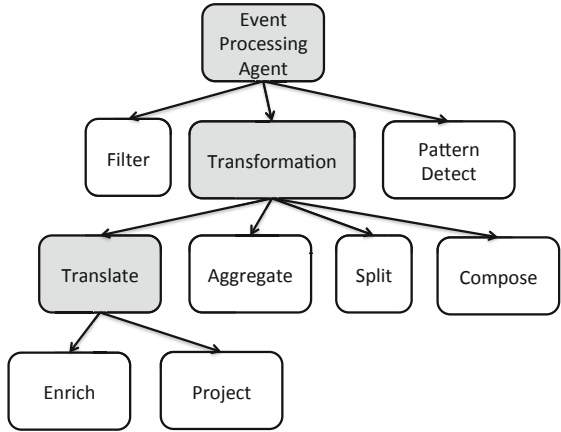 Event
Processing
Agent
Filter
Transformation
Pattern
Detect
Translate
Aggregate
Split
Compose
Enrich
Project